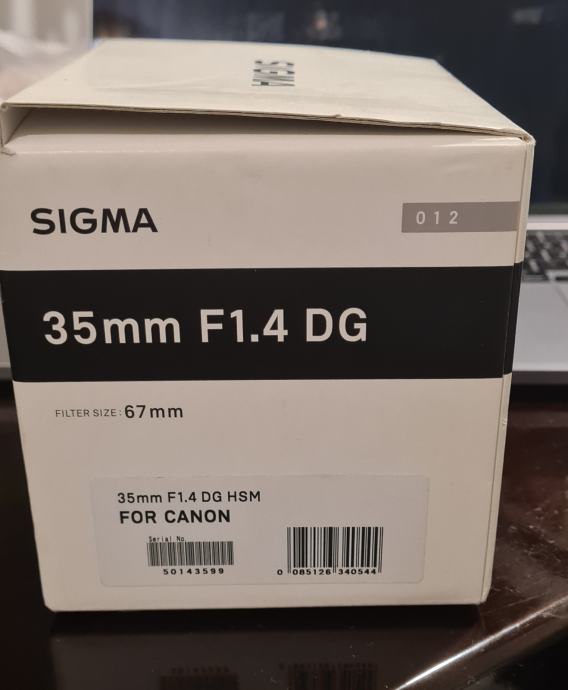 SIGMA
SIGMA
012
35mm F1.4 DG
FILTER SIZE: 67mm
35mm F1.4 DG HSM
FOR CANON
Serial No.
50143599
0 085126 340544